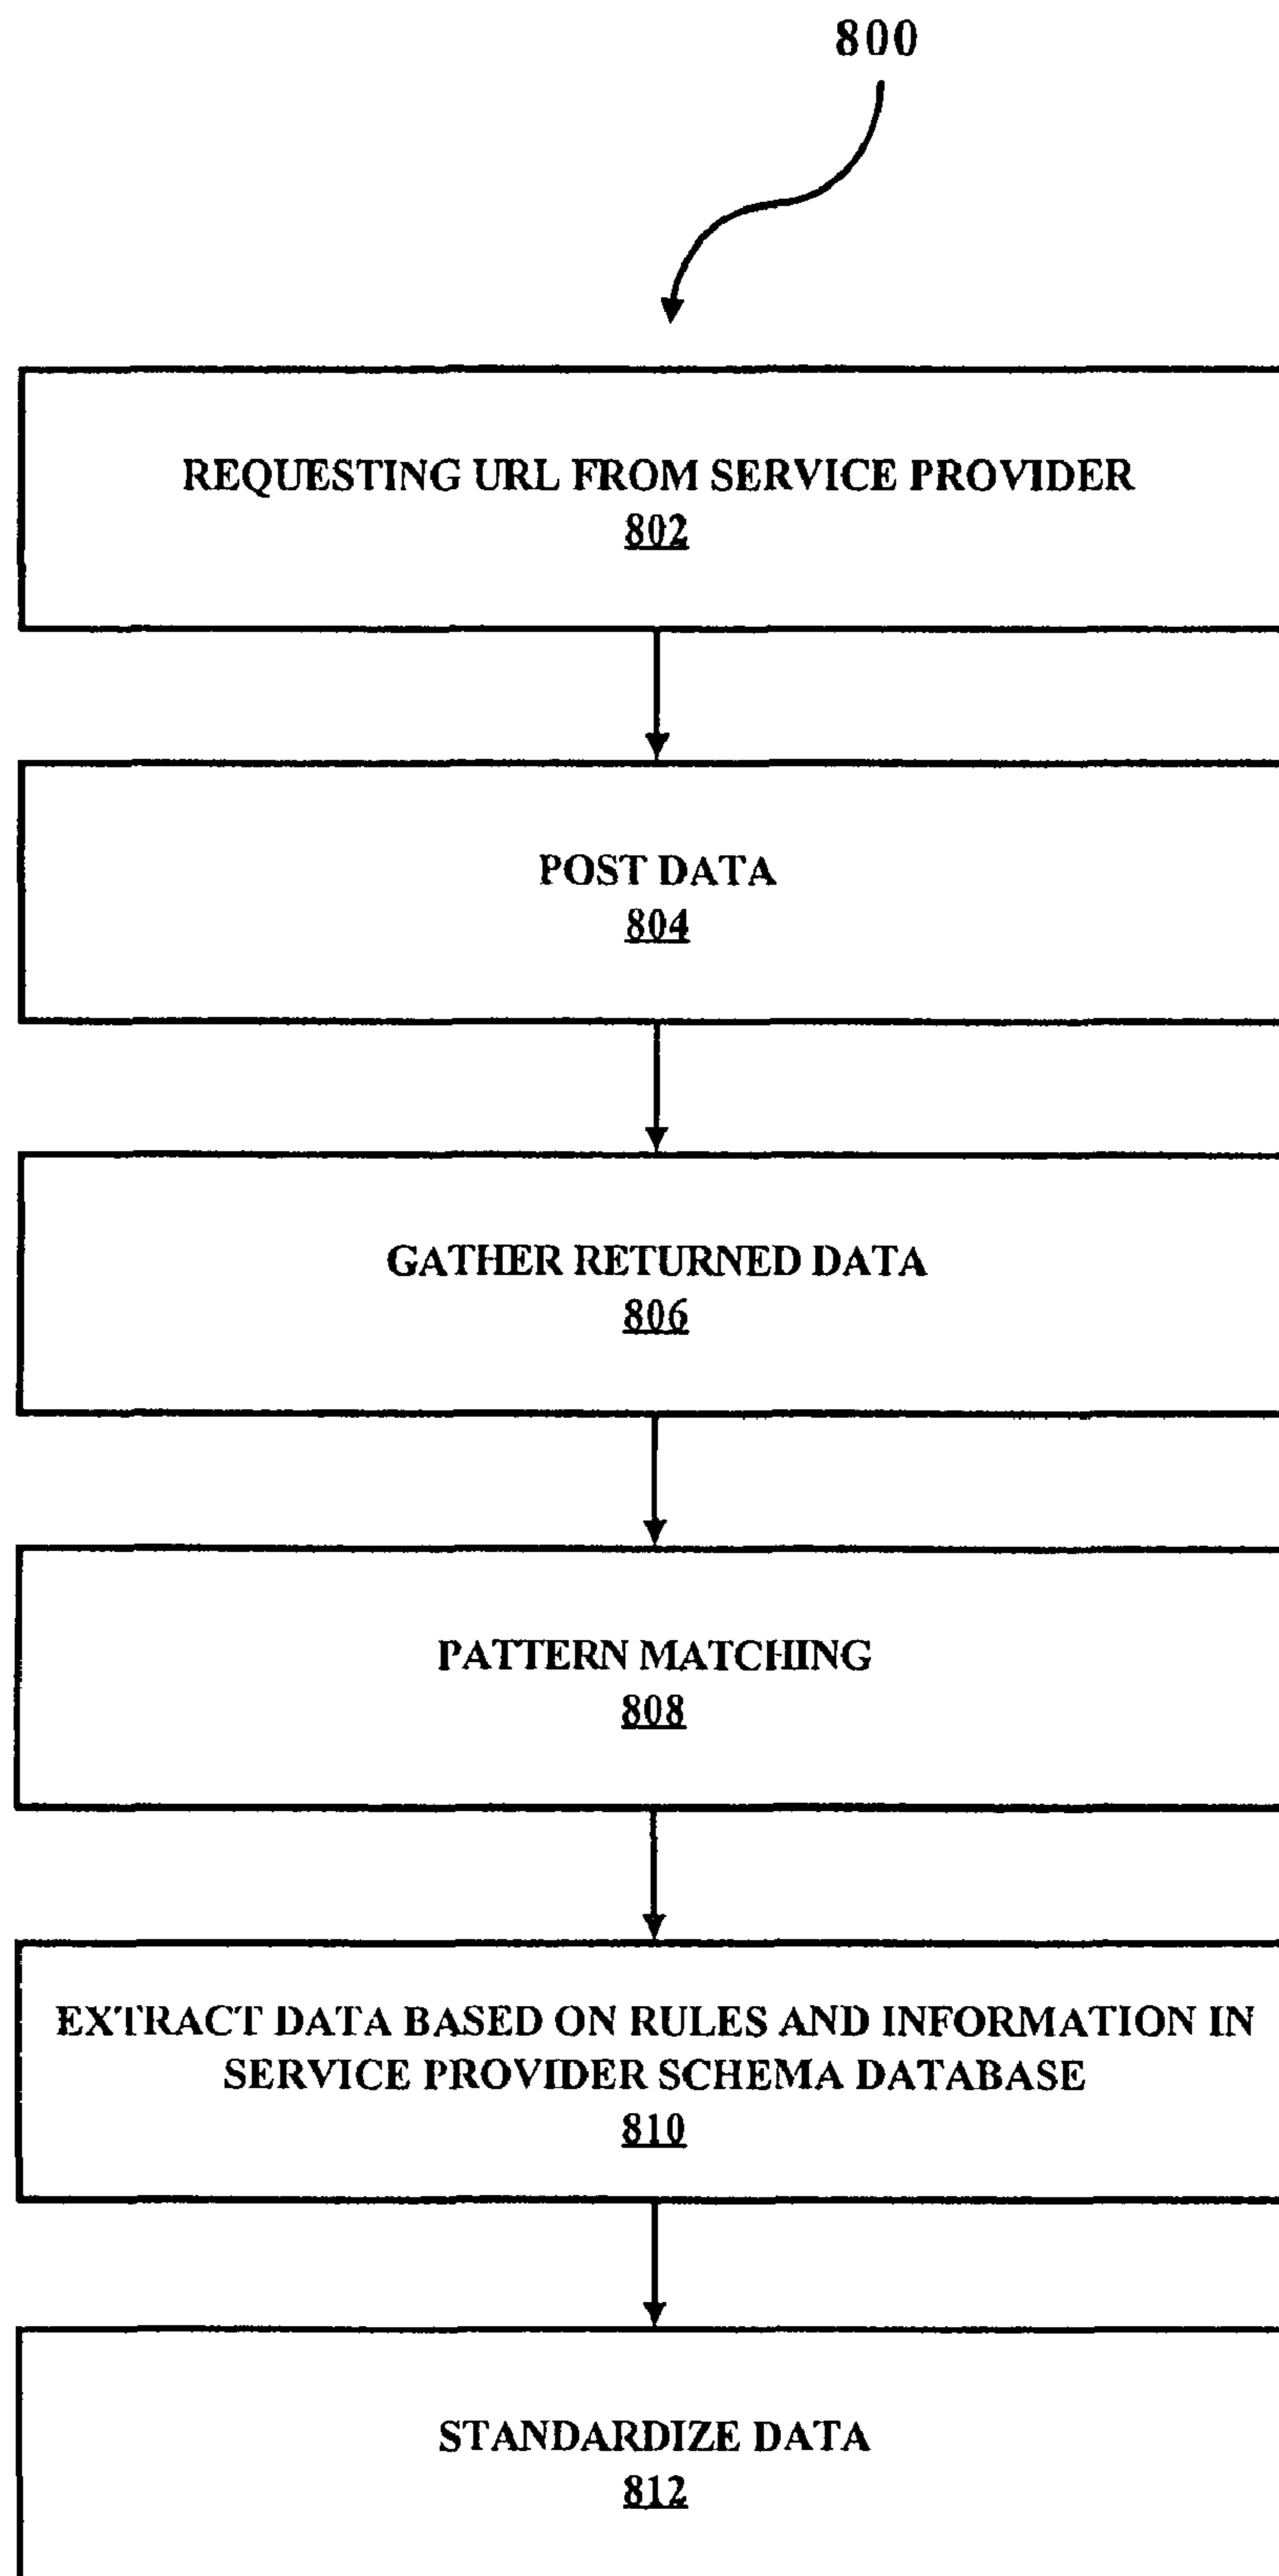 800
REQUESTING URL FROM SERVICE PROVIDER
802
POST DATA
804
GATHER RETURNED DATA
806
PATTERN MATCHING
808
EXTRACT DATA BASED ON RULES AND INFORMATION IN
SERVICE PROVIDER SCHEMA DATABASE
810
STANDARDIZE DATA
812